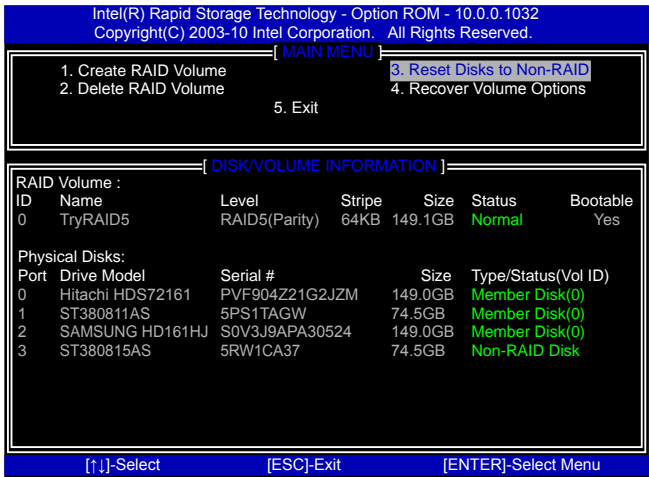 Intel(R) Rapid Storage Technology - Option ROM - 10.0.0.1032
Copyright(C) 2003-10 Intel Corporation. All Rights Reserved.
[ MAIN MENU ]
1. Create RAID Volume 3. Reset Disks to Non-RAID
2. Delete RAID Volume 4. Recover Volume Options
5. Exit
[ DISK/VOLUME INFORMATION ]
RAID Volume :
ID Name Level Stripe Size Status Bootable
0 TryRAID5 RAID5(Parity) 64KB 149.1GB Normal Yes
Physical Disks:
Port Drive Model Serial # Size Type/Status(Vol ID)
0 Hitachi HDS72161 PVF904Z21G2JZM 149.0GB Member Disk(0)
1 ST380811AS 5PS1TAGW 74.5GB Member Disk(0)
2 SAMSUNG HD161HJ S0V3J9APA30524 149.0GB Member Disk(0)
3 ST380815AS 5RW1CA37 74.5GB Non-RAID Disk
[↑↓]-Select [ESC]-Exit [ENTER]-Select Menu